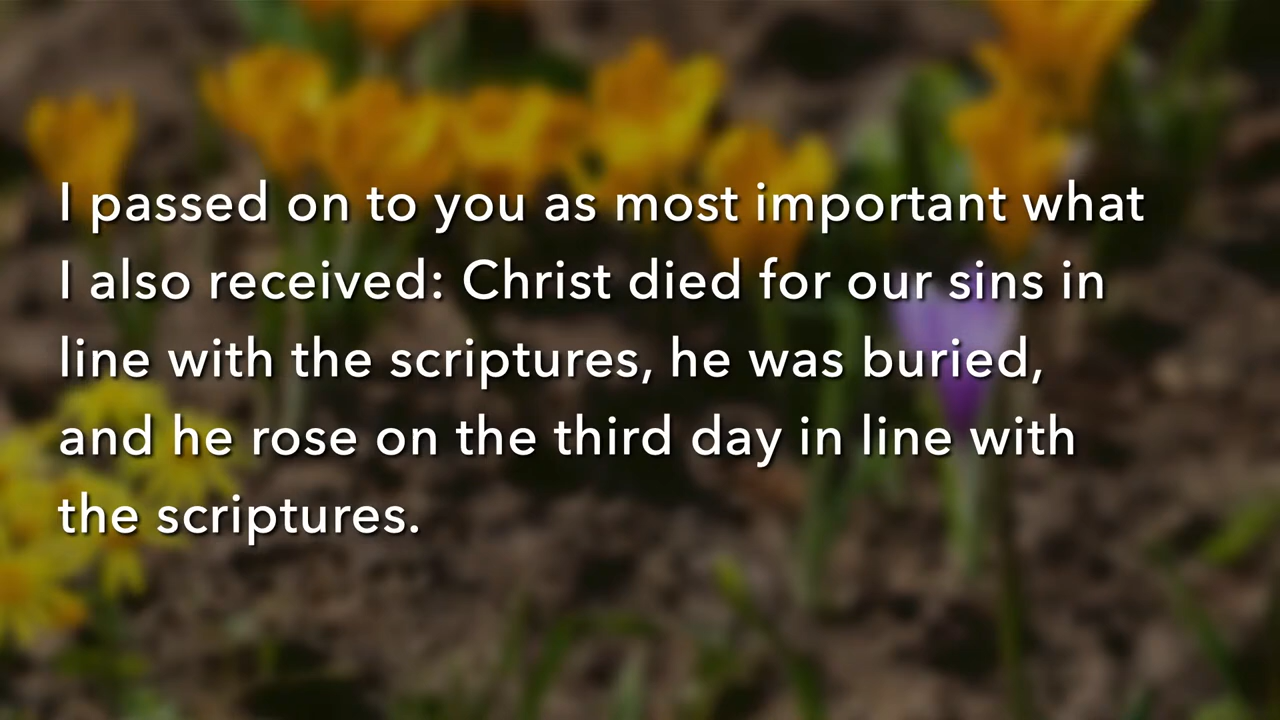 I passed on to you as most important what
I also received: Christ died for our sins in
line with the scriptures, he was buried,
and he rose on the third day in line with
the scriptures.